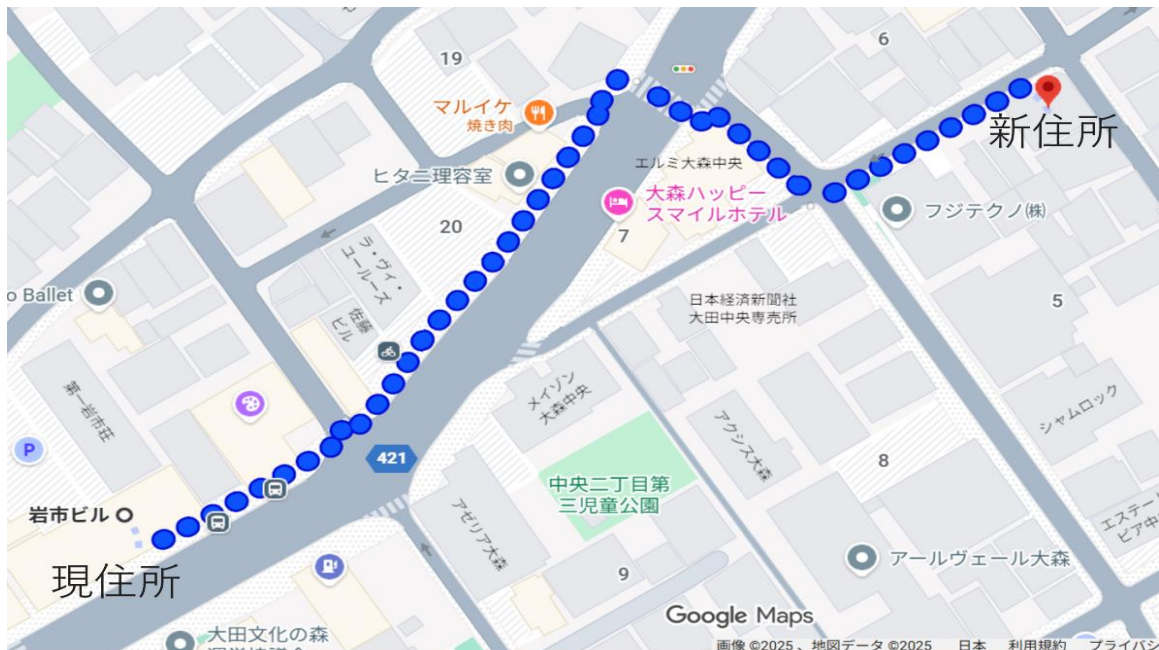 6
19
マルイケ
焼き肉
新住所
エルミ大森中央
ヒタニ理容室
大森ハッピー
スマイルホテル
フジテクノ㈱
7
20
ラ・ヴィ・
ユールーズ
o Ballet
日本経済新聞社
大田中央専売所
5
佐藤
ビル
メイゾン
大森中央
第一岩市荘
シャムロック
アクシス大森
P
421
8
中央二丁目第
三児童公園
岩市ビル
アゼリア大森
エステート
ピア中
アールヴェール大森
現住所
9
Google Maps
大田文化の森
画像 ©2025 、地図データ ©2025 日本 利用規約 プライバシ